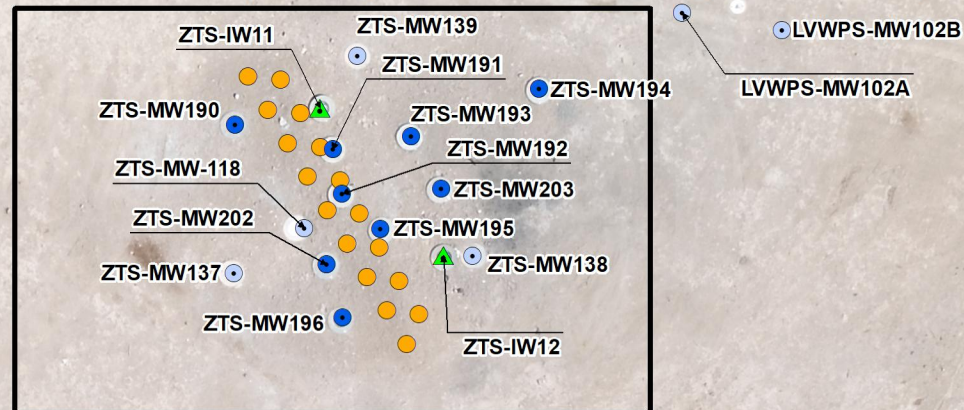 ZTS-MW139
ZTS-IW11
LVWPS-MW102B
ZTS-MW191
LVWPS-MW102A
ZTS-MW194
ZTS-MW190
ZTS-MW193
ZTS-MW192
ZTS-MW-118
ZTS-MW203
ZTS-MW202
ZTS-MW195
ZTS-MW137
ZTS-MW138
ZTS-MW196
ZTS-IW12